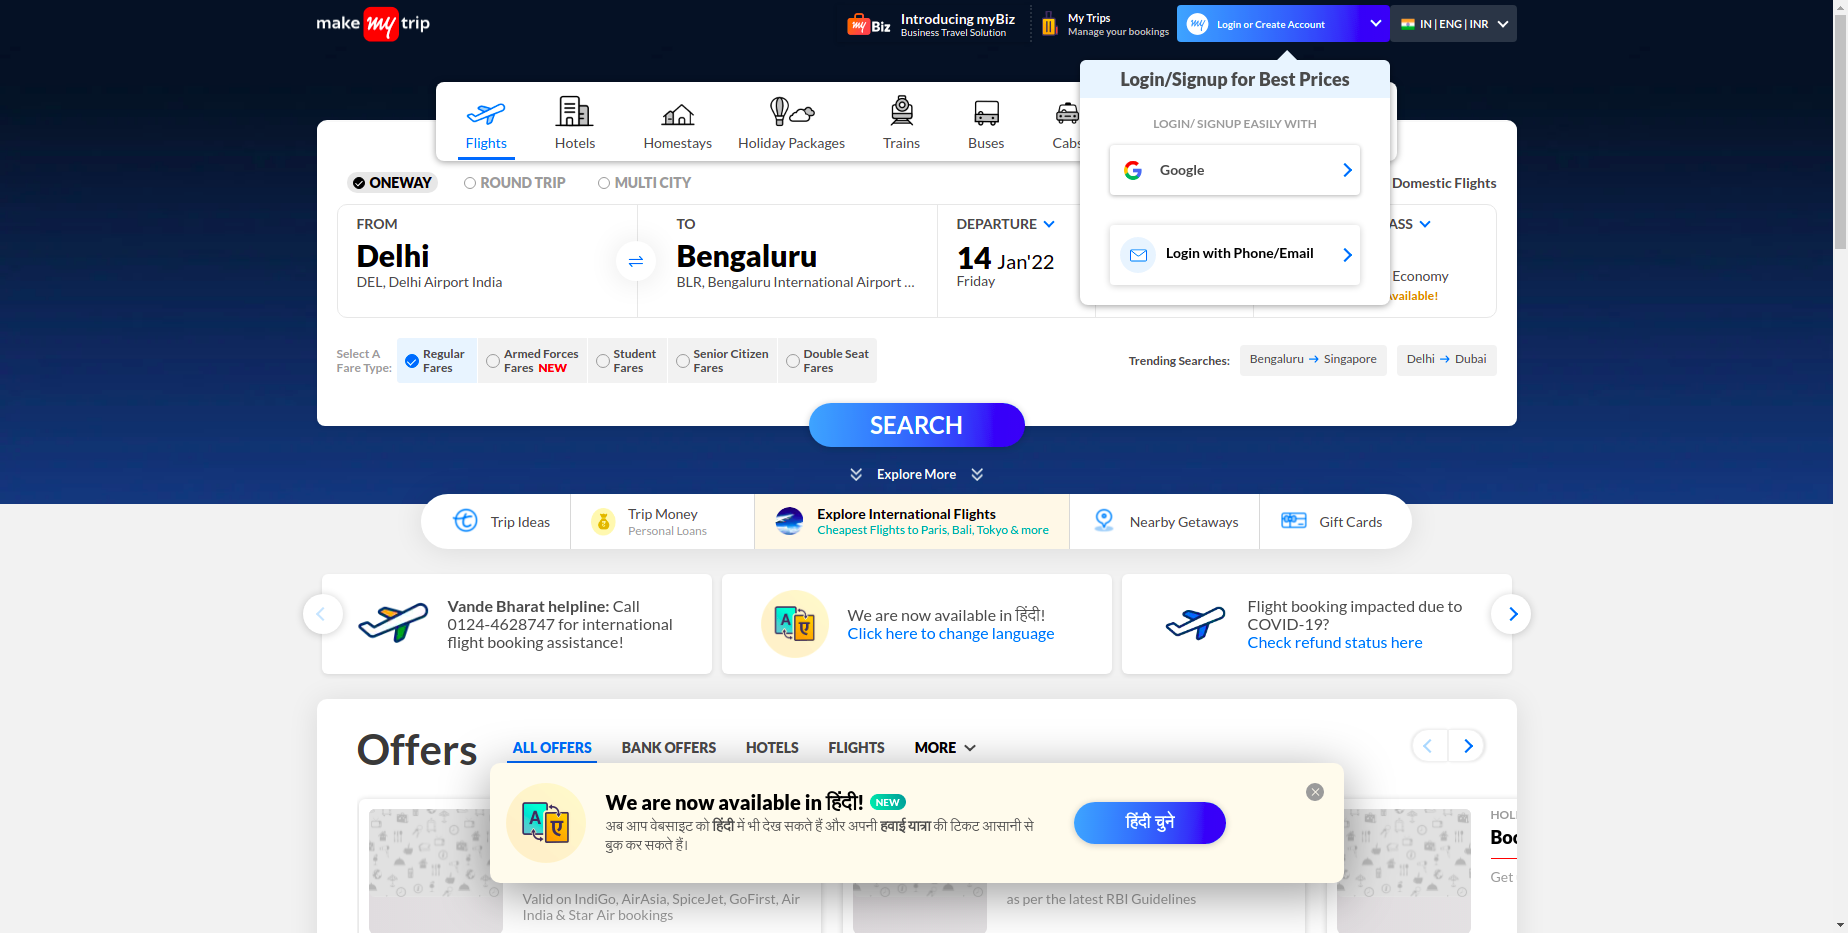 make my trip
my Biz
Introducing myBiz
Business Travel Solution
My Trips
Manage your bookings
my Login or Create Account
IN | ENG | INR
Login/Signup for Best Prices
LOGIN/ SIGNUP EASILY WITH
Google
Login with Phone/Email
Flights
Hotels
Homestays
Holiday Packages
Trains
Buses
Cabs
ONEWAY
ROUND TRIP
MULTI CITY
Domestic Flights
FROM
Delhi
DEL, Delhi Airport India
TO
Bengaluru
BLR, Bengaluru International Airport ...
DEPARTURE
14 Jan'22
Friday
ASS
Economy
Available!
Select A
Fare Type:
Regular
Fares
Armed Forces
Fares NEW
Student
Fares
Senior Citizen
Fares
Double Seat
Fares
Trending Searches:
Bengaluru → Singapore
Delhi → Dubai
SEARCH
Explore More
Trip Ideas
Trip Money
Personal Loans
Explore International Flights
Cheapest Flights to Paris, Bali, Tokyo & more
Nearby Getaways
Gift Cards
Vande Bharat helpline: Call
0124-4628747 for international
flight booking assistance!
A ए
We are now available in हिंदी!
Click here to change language
Flight booking impacted due to
COVID-19?
Check refund status here
Offers
ALL OFFERS
BANK OFFERS
HOTELS
FLIGHTS
MORE
A ए
We are now available in हिंदी! NEW
अब आप वेबसाइट को हिंदी में भी देख सकते हैं और अपनी हवाई यात्रा की टिकट आसानी से
बुक कर सकते हैं।
हिंदी चुने
Valid on IndiGo, AirAsia, SpiceJet, GoFirst, Air
India & Star Air bookings
as per the latest RBI Guidelines
HOL
Boo
Get